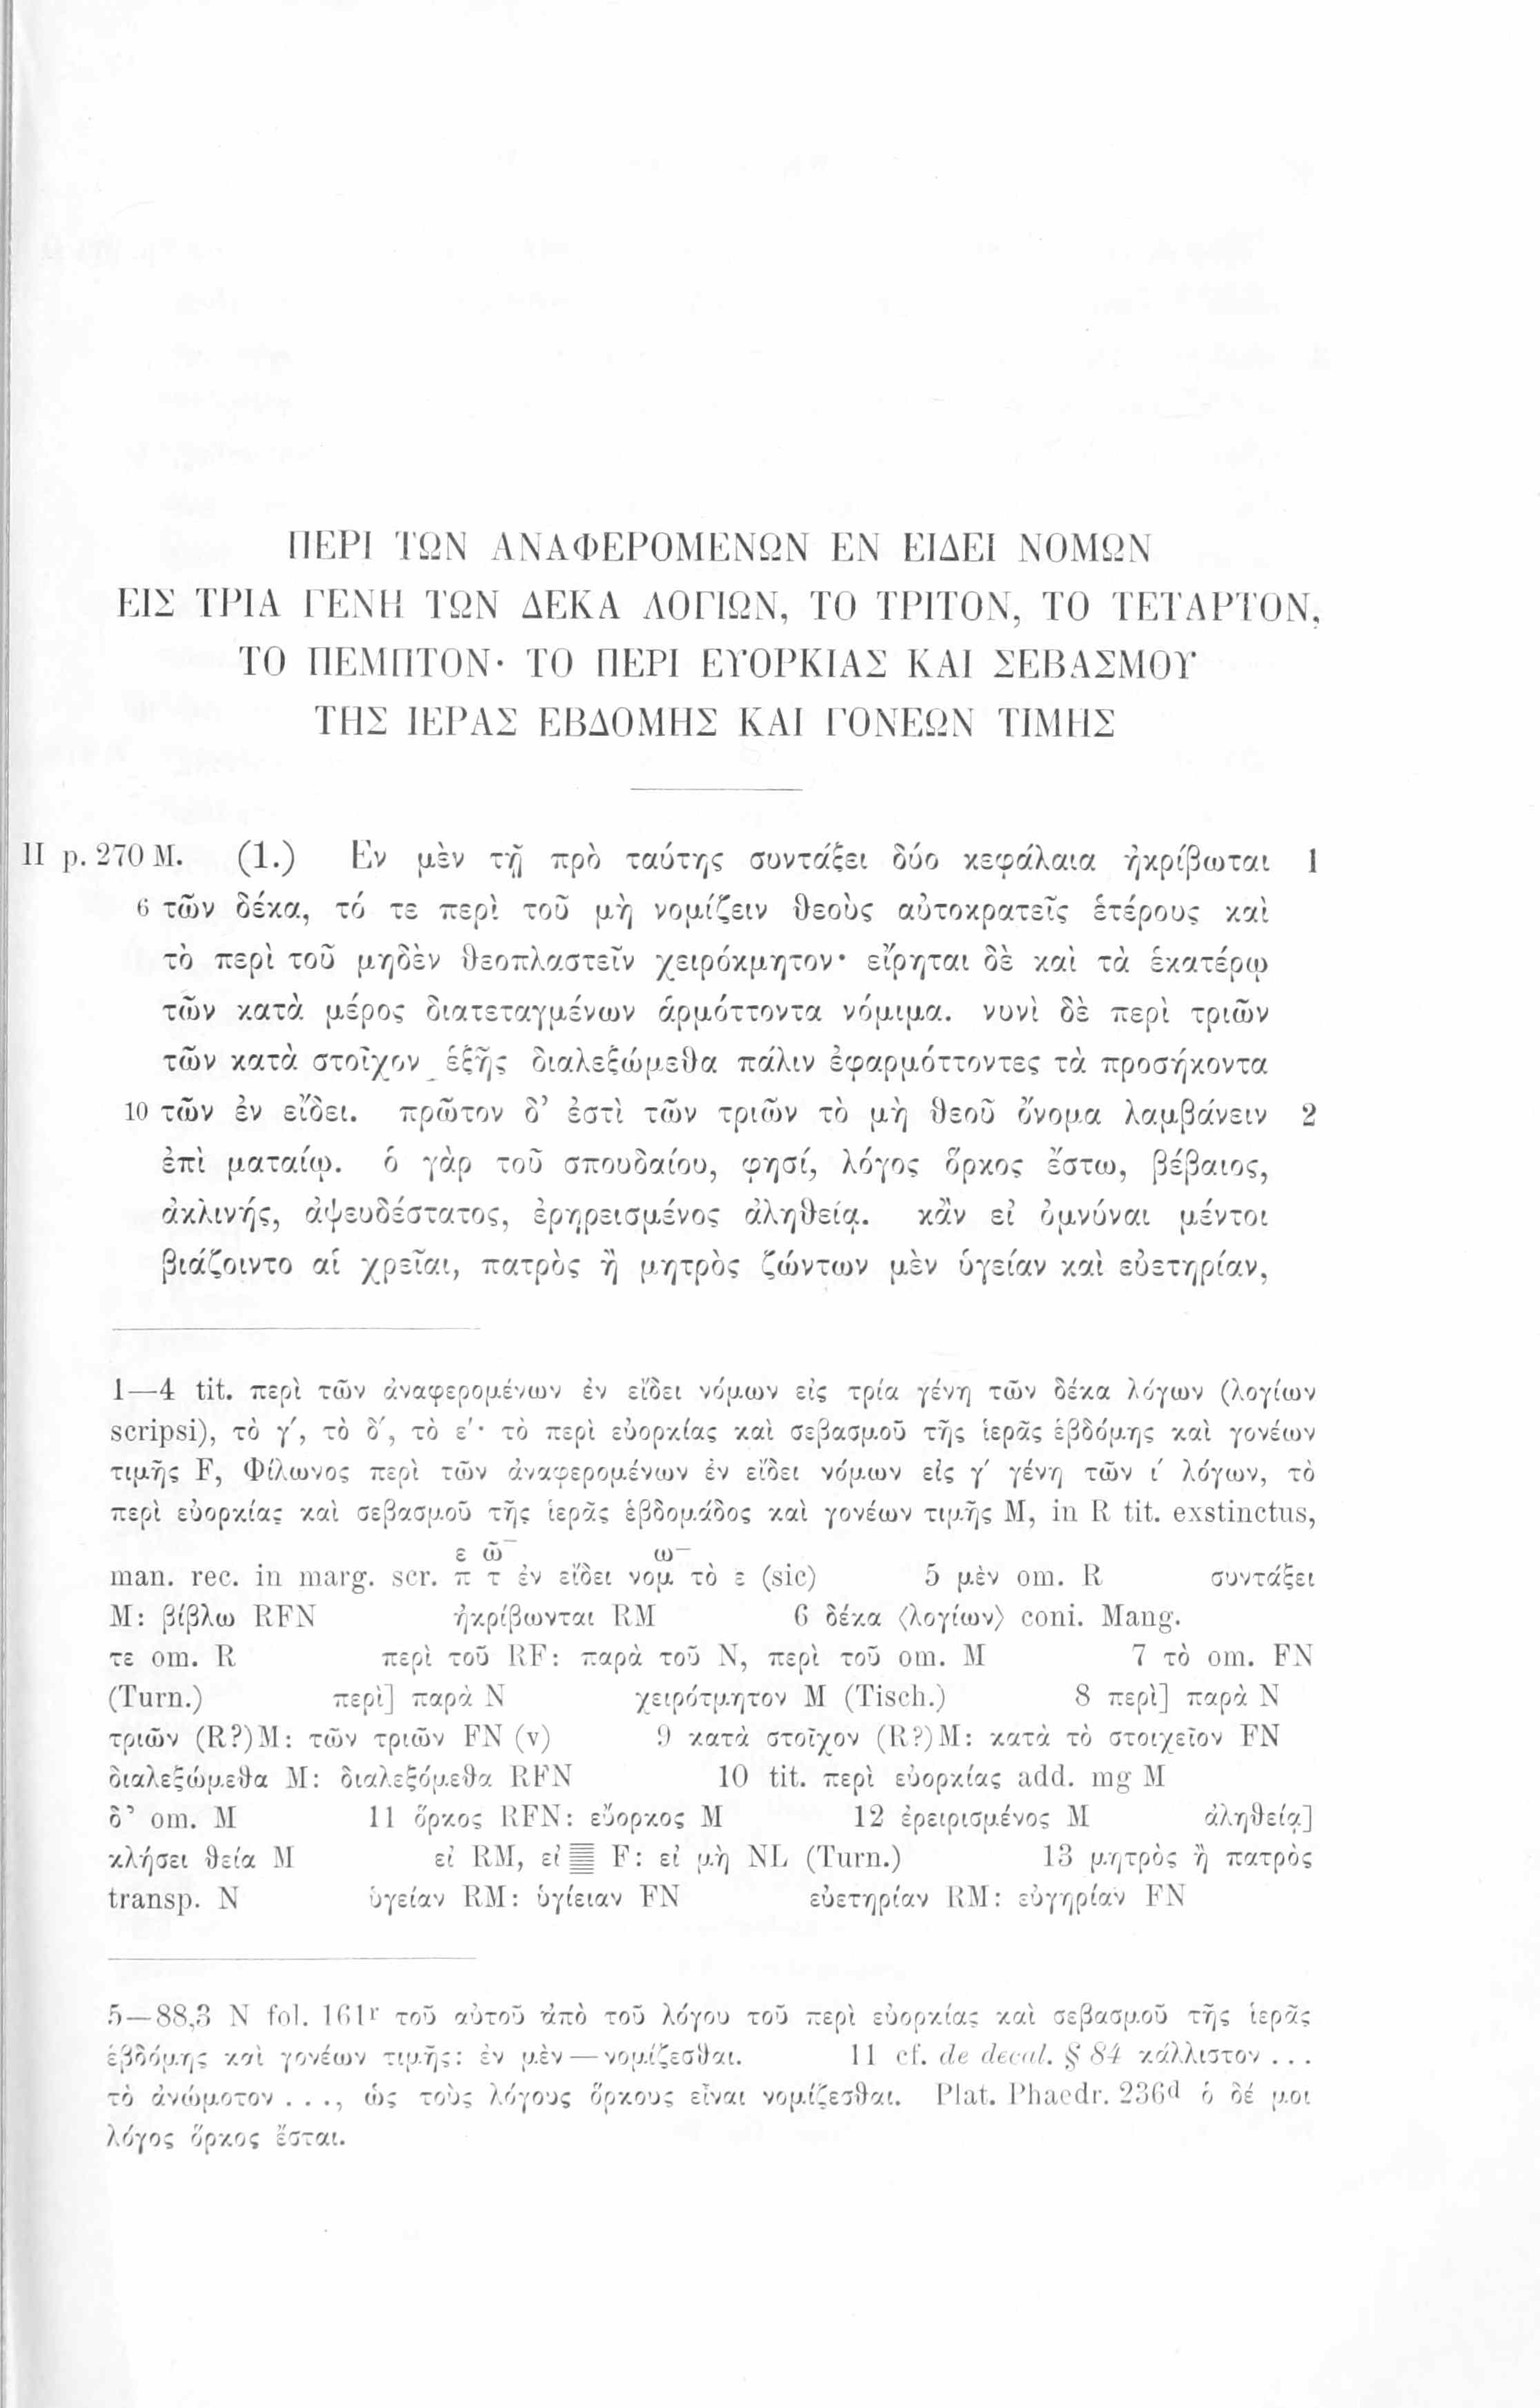 ΠΕΡΙ ΤΩΝ ΑΝΑΦΕΡΟΜΕΝΩΝ ΕΝ ΕΙΔΕΙ ΝΟΜΩΝ
ΕΙΣ ΤΡΙΑ ΓΕΝΗ ΤΩΝ ΔΕΚΑ ΛΟΓΙΩΝ, ΤΟ ΤΡΙΤΟΝ, ΤΟ ΤΕΤΑΡΤΟΝ,
ΤΟ ΠΕΜΠΤΟΝ· ΤΟ ΠΕΡΙ ΕΥΟΡΚΙΑΣ ΚΑΙ ΣΕΒΑΣΜΟΥ
ΤΗΣ ΙΕΡΑΣ ΕΒΔΟΜΗΣ ΚΑΙ ΓΟΝΕΩΝ ΤΙΜΗΣ
II p. 270 M. (1.) Εν μὲν τῇ πρὸ ταύτης συντάξει δύο κεφάλαια ἠκρίβωται 1
6 τῶν δέκα, τό τε περὶ τοῦ μὴ νομίζειν θεοὺς αὐτοκρατεῖς ἑτέρους καὶ
τὸ περὶ τοῦ μηδὲν θεοπλαστεῖν χειρόκμητον· εἴρηται δὲ καὶ τὰ ἑκατέρῳ
τῶν κατὰ μέρος διατεταγμένων ἁρμόττοντα νόμιμα. νυνὶ δὲ περὶ τριῶν
τῶν κατὰ στοῖχον ἑξῆς διαλεξώμεθα πάλιν ἐφαρμόττοντες τὰ προσήκοντα
10 τῶν ἐν εἴδει. πρῶτον δ’ ἐστὶ τῶν τριῶν τὸ μὴ θεοῦ ὄνομα λαμβάνειν 2
ἐπὶ ματαίῳ. ὁ γὰρ τοῦ σπουδαίου, φησί, λόγος ὅρκος ἔστω, βέβαιος,
ἀκλινής, ἀψευδέστατος, ἐρηρεισμένος ἀληθείᾳ. κἂν εἰ ὀμνύναι μέντοι
βιάζοιντο αἱ χρεῖαι, πατρὸς ἢ μητρὸς ζώντων μὲν ὑγείαν καὶ εὐετηρίαν,
1—4 tit. περὶ τῶν ἀναφερομένων ἐν εἴδει νόμων εἰς τρία γένη τῶν δέκα λόγων (λογίων
scripsi), τὸ γ′, τὸ δ′, τὸ ε′· τὸ περὶ εὐορκίας καὶ σεβασμοῦ τῆς ἱερᾶς ἑβδόμης καὶ γονέων
τιμῆς F, Φίλωνος περὶ τῶν ἀναφερομένων ἐν εἴδει νόμων εἰς γ′ γένη τῶν ι′ λόγων, τὸ
περὶ εὐορκίας καὶ σεβασμοῦ τῆς ἱερᾶς ἑβδομάδος καὶ γονέων τιμῆς M, in R tit. exstinctus,
ε ῶ ω
man. rec. in marg. scr. π τ ἐν εἴδει νομ τὸ ε (sic) 5 μὲν om. R συντάξει
M: βίβλω RFN ἠκρίβωνται RM 6 δέκα ⟨λογίων⟩ coni. Mang.
τε om. R περὶ τοῦ RF: παρὰ τοῦ N, περὶ τοῦ om. M 7 τὸ om. FN
(Turn.) περὶ] παρὰ N χειρότμητον M (Tisch.) 8 περὶ] παρὰ N
τριῶν (R?) M: τῶν τριῶν FN (v) 9 κατὰ στοῖχον (R?) M: κατὰ τὸ στοιχεῖον FN
διαλεξώμεθα M: διαλεξόμεθα RFN 10 tit. περὶ εὐορκίας add. mg M
δ’ om. M 11 ὅρκος RFN: εὔορκος M 12 ἐρειρισμένος M ἀληθείᾳ]
κλήσει θεία M εἰ RM, εἰ F: εἰ μὴ NL (Turn.) 13 μητρὸς ἢ πατρὸς
transp. N ὑγείαν RM: ὑγίειαν FN εὐετηρίαν RM: εὐγηρίαν FN
5—88,3 N fol. 161r τοῦ αὐτοῦ ἀπὸ τοῦ λόγου τοῦ περὶ εὐορκίας καὶ σεβασμοῦ τῆς ἱερᾶς
ἑβδόμης καὶ γονέων τιμῆς: ἐν μὲν — νομίζεσθαι. 11 cf. de decal. § 84 κάλλιστον ...
τὸ ἀνώμοτον ..., ὡς τοὺς λόγους ὅρκους εἶναι νομίζεσθαι. Plat. Phaedr. 236d ὁ δέ μοι
λόγος ὅρκος ἔσται.